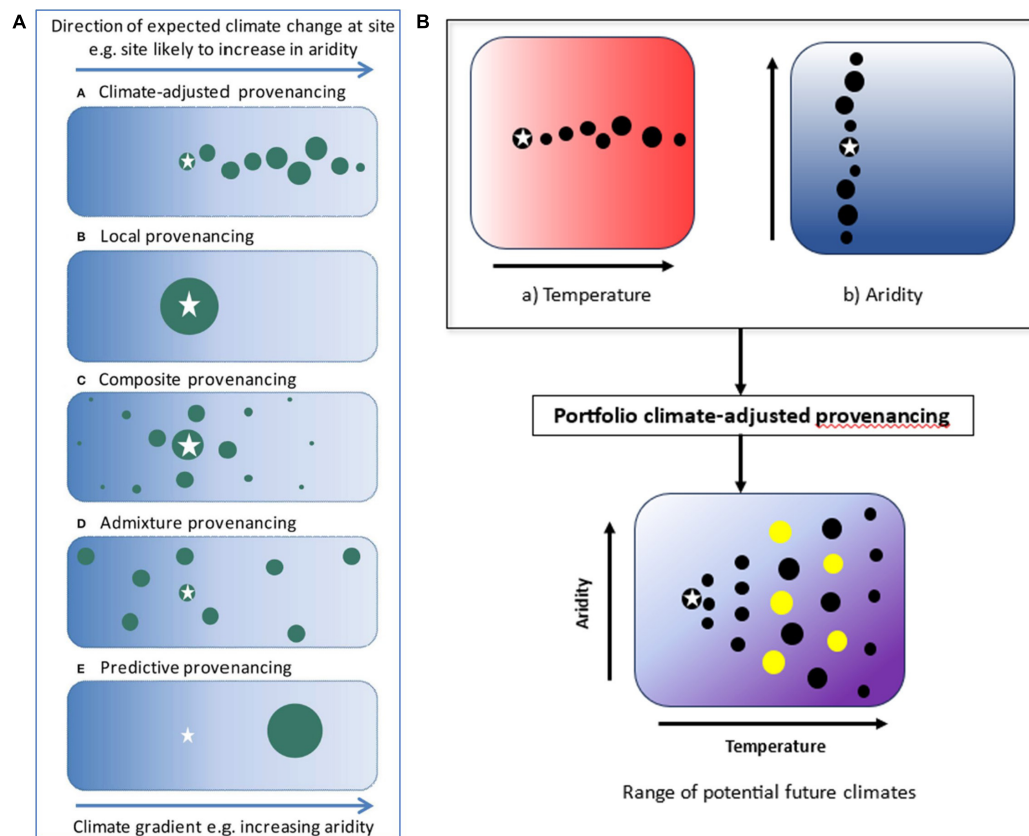 A
Direction of expected climate change at site
e.g. site likely to increase in aridity
A Climate-adjusted provenancing
B Local provenancing
C Composite provenancing
D Admixture provenancing
E Predictive provenancing
Climate gradient e.g. increasing aridity
B
a) Temperature
b) Aridity
Portfolio climate-adjusted provenancing
Aridity
Temperature
Range of potential future climates